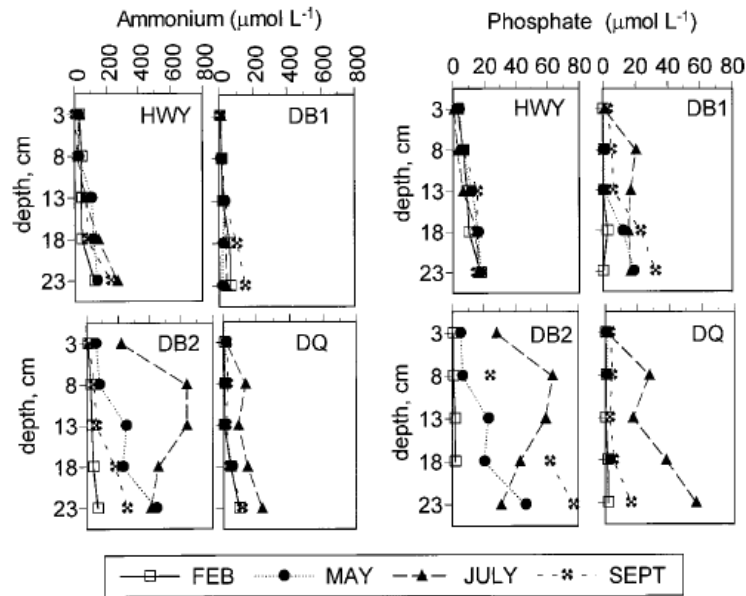 Ammonium (μmol L⁻¹)
Phosphate (μmol L⁻¹)
0 200 400 600 800
0 200 400 600 800
0 20 40 60 80
0 20 40 60 80
HWY
DB1
HWY
DB1
depth, cm
3
8
13
18
23
depth, cm
3
8
13
18
23
DB2
DQ
DB2
DQ
depth, cm
3
8
13
18
23
depth, cm
3
8
13
18
23
FEB MAY JULY SEPT